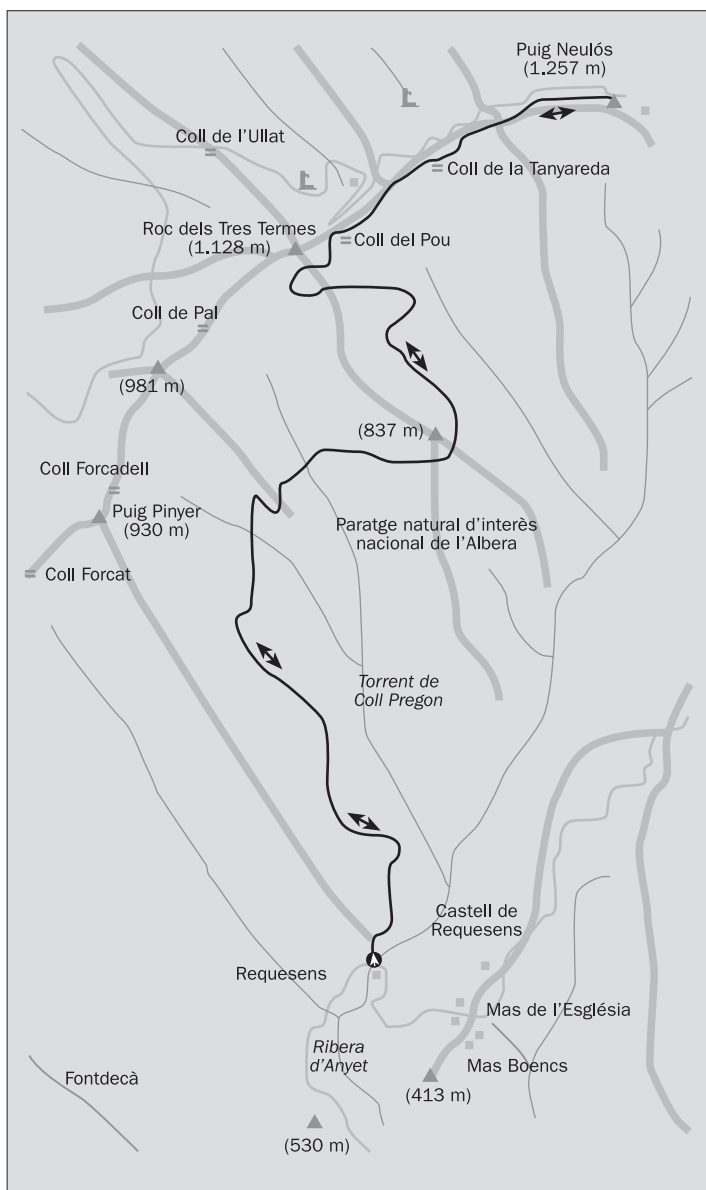 Puig Neulós
(1.257 m)
Coll de l'Ullat
Coll de la Tanyareda
Roc dels Tres Termes
(1.128 m)
Coll del Pou
Coll de Pal
(981 m)
(837 m)
Coll Forcadell
Puig Pinyer
(930 m)
Paratge natural d'interès
nacional de l'Albera
Coll Forcat
Torrent de
Coll Pregon
Castell de
Requesens
Requesens
Mas de l'Església
Ribera
d'Anyet
Mas Boencs
Fontdecà
(413 m)
(530 m)